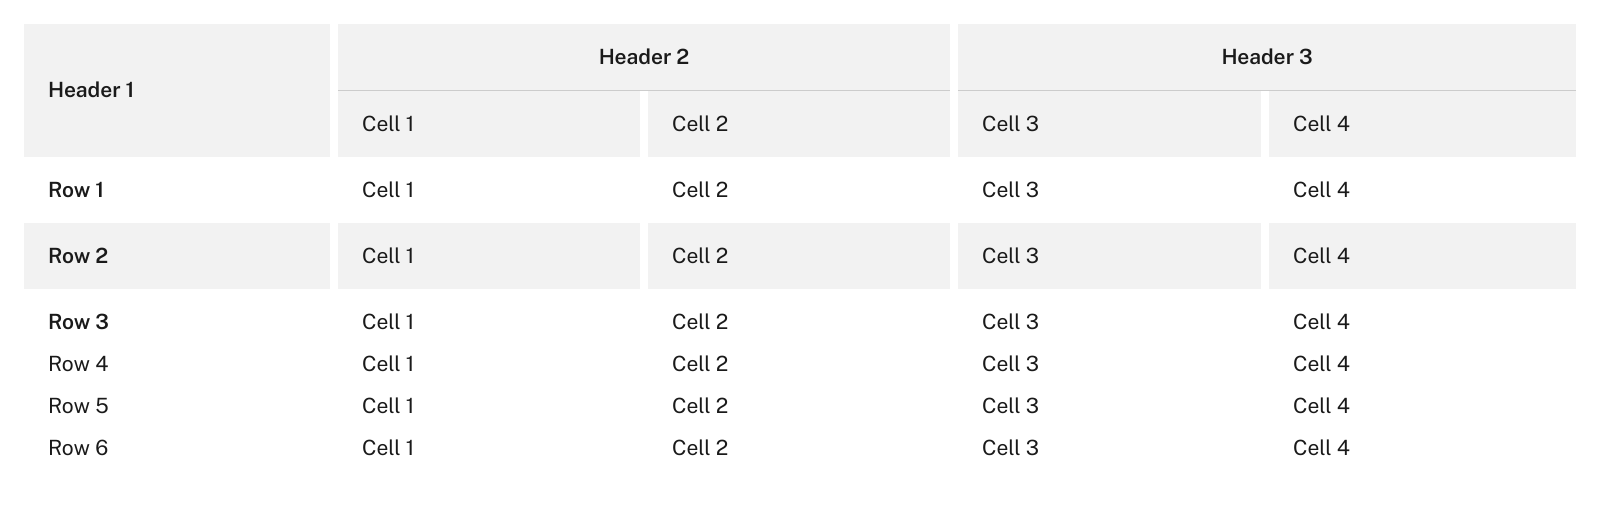 Header 1 Header 2 Header 3
Cell 1 Cell 2 Cell 3 Cell 4
Row 1 Cell 1 Cell 2 Cell 3 Cell 4
Row 2 Cell 1 Cell 2 Cell 3 Cell 4
Row 3 Cell 1 Cell 2 Cell 3 Cell 4
Row 4 Cell 1 Cell 2 Cell 3 Cell 4
Row 5 Cell 1 Cell 2 Cell 3 Cell 4
Row 6 Cell 1 Cell 2 Cell 3 Cell 4